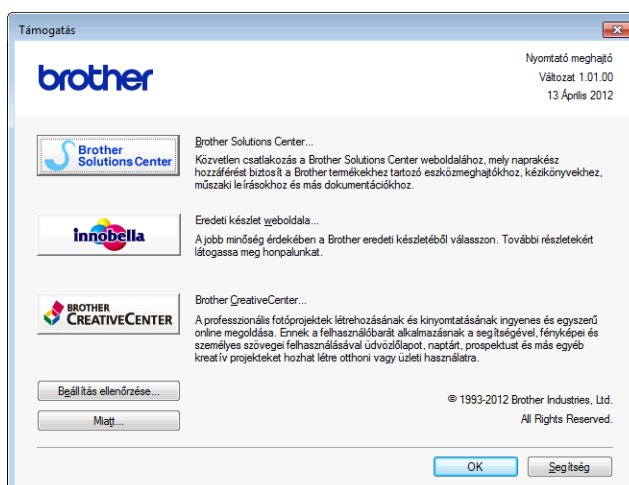 Támogatás
brother
Nyomtató meghajtó
Változat 1.01.00
13 Április 2012
Brother
Solutions Center
Brother Solutions Center...
Közvetlen csatlakozás a Brother Solutions Center weboldalához, mely naprakész
hozzáférést biztosít a Brother termékekhez tartozó eszközmeghajtókhoz, kézikönyvekhez,
műszaki leírásokhoz és más dokumentációkhoz.
innobella
Eredeti készlet weboldala...
A jobb minőség érdekében a Brother eredeti készletéből válasszon. További részletekért
látogassa meg honpalunkat.
BROTHER
CREATIVECENTER
Brother CreativeCenter...
A professzionális fotóprojektek létrehozásának és kinyomtatásának ingyenes és egyszerű
online megoldása. Ennek a felhasználóbarát alkalmazásnak a segítségével, fényképei és
személyes szövegei felhasználásával üdvözlőlapot, naptárt, prospektust és más egyéb
kreatív projekteket hozhat létre otthoni vagy üzleti használatra.
Beállítás ellenőrzése...
Miatt...
© 1993-2012 Brother Industries, Ltd.
All Rights Reserved.
OK
Segítség